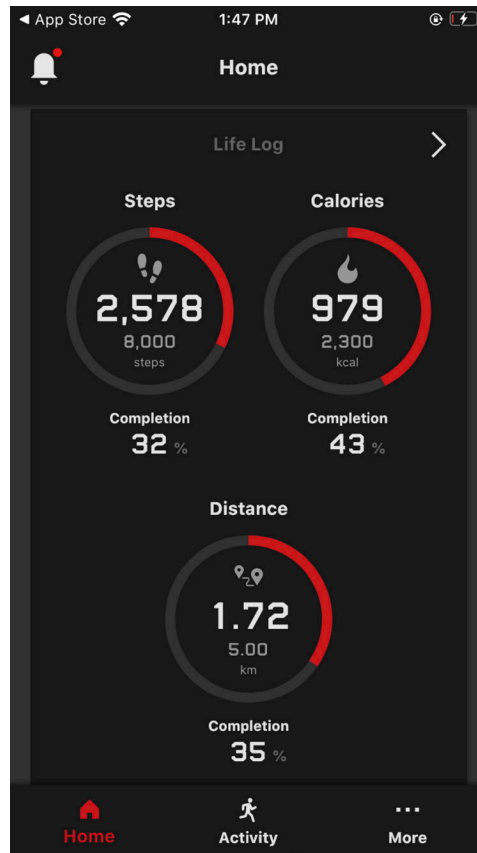 ◀ App Store 1:47 PM
Home
Life Log
Steps Calories
2,578 979
8,000 2,300
steps kcal
Completion Completion
32 % 43 %
Distance
1.72
5.00
km
Completion
35 %
Home Activity More